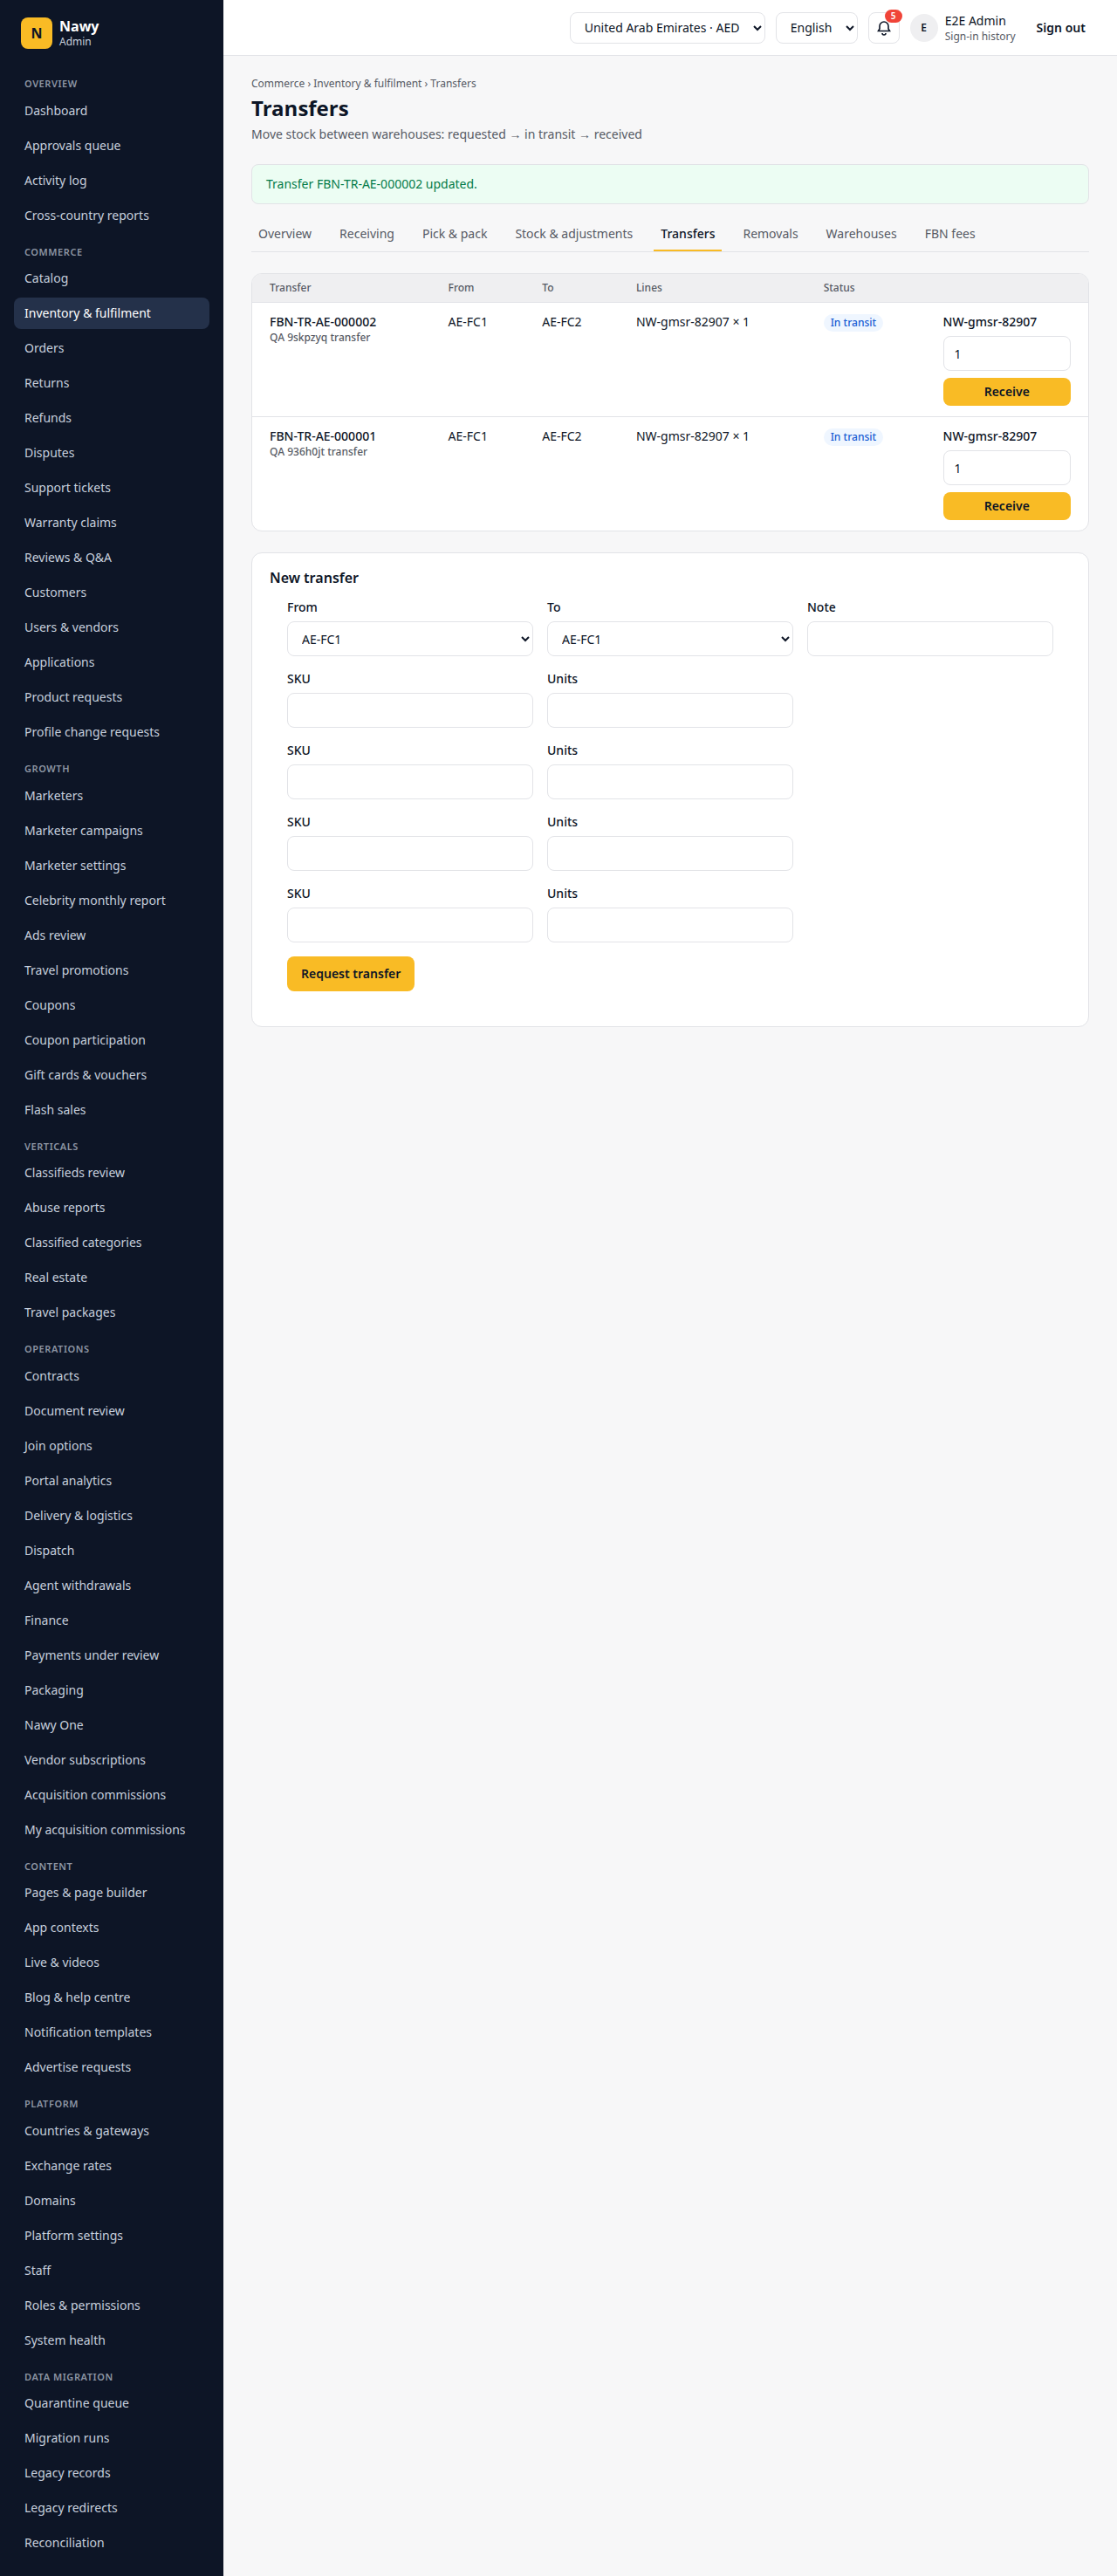 N
Nawy
Admin
OVERVIEW
Dashboard
Approvals queue
Activity log
Cross-country reports
COMMERCE
Catalog
Inventory & fulfilment
Orders
Returns
Refunds
Disputes
Support tickets
Warranty claims
Reviews & Q&A
Customers
Users & vendors
Applications
Product requests
Profile change requests
GROWTH
Marketers
Marketer campaigns
Marketer settings
Celebrity monthly report
Ads review
Travel promotions
Coupons
Coupon participation
Gift cards & vouchers
Flash sales
VERTICALS
Classifieds review
Abuse reports
Classified categories
Real estate
Travel packages
OPERATIONS
Contracts
Document review
Join options
Portal analytics
Delivery & logistics
Dispatch
Agent withdrawals
Finance
Payments under review
Packaging
Nawy One
Vendor subscriptions
Acquisition commissions
My acquisition commissions
CONTENT
Pages & page builder
App contexts
Live & videos
Blog & help centre
Notification templates
Advertise requests
PLATFORM
Countries & gateways
Exchange rates
Domains
Platform settings
Staff
Roles & permissions
System health
DATA MIGRATION
Quarantine queue
Migration runs
Legacy records
Legacy redirects
Reconciliation
United Arab Emirates · AED English 5 E E2E Admin Sign out
Sign-in history
Commerce › Inventory & fulfilment › Transfers
Transfers
Move stock between warehouses: requested → in transit → received
Transfer FBN-TR-AE-000002 updated.
Overview Receiving Pick & pack Stock & adjustments Transfers Removals Warehouses FBN fees
Transfer From To Lines Status
FBN-TR-AE-000002 AE-FC1 AE-FC2 NW-gmsr-82907 × 1 In transit NW-gmsr-82907
QA 9skpzyq transfer
1
Receive
FBN-TR-AE-000001 AE-FC1 AE-FC2 NW-gmsr-82907 × 1 In transit NW-gmsr-82907
QA 936h0jt transfer
1
Receive
New transfer
From To Note
AE-FC1 AE-FC1
SKU Units
SKU Units
SKU Units
SKU Units
Request transfer